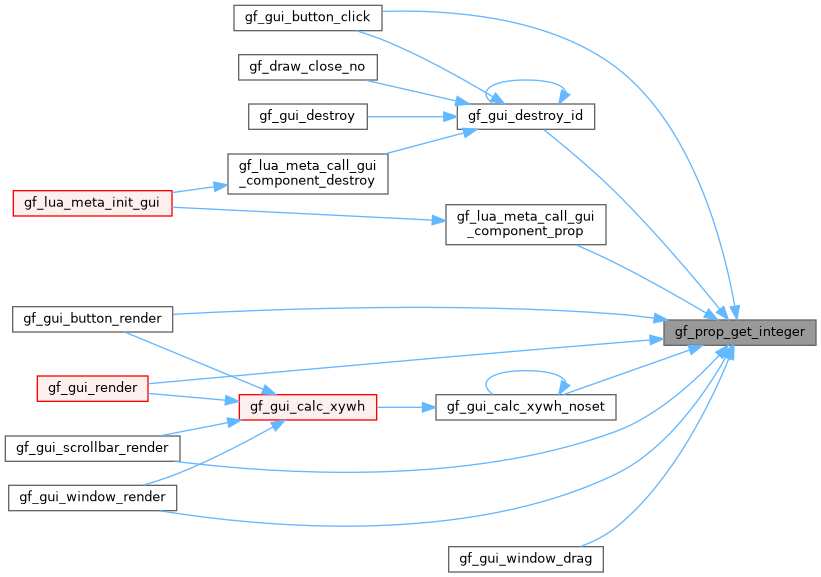 gf_gui_button_click
gf_draw_close_no
gf_gui_destroy
gf_gui_destroy_id
gf_lua_meta_call_gui
_component_destroy
gf_lua_meta_init_gui
gf_lua_meta_call_gui
_component_prop
gf_gui_button_render
gf_prop_get_integer
gf_gui_render
gf_gui_calc_xywh
gf_gui_calc_xywh_noset
gf_gui_scrollbar_render
gf_gui_window_render
gf_gui_window_drag